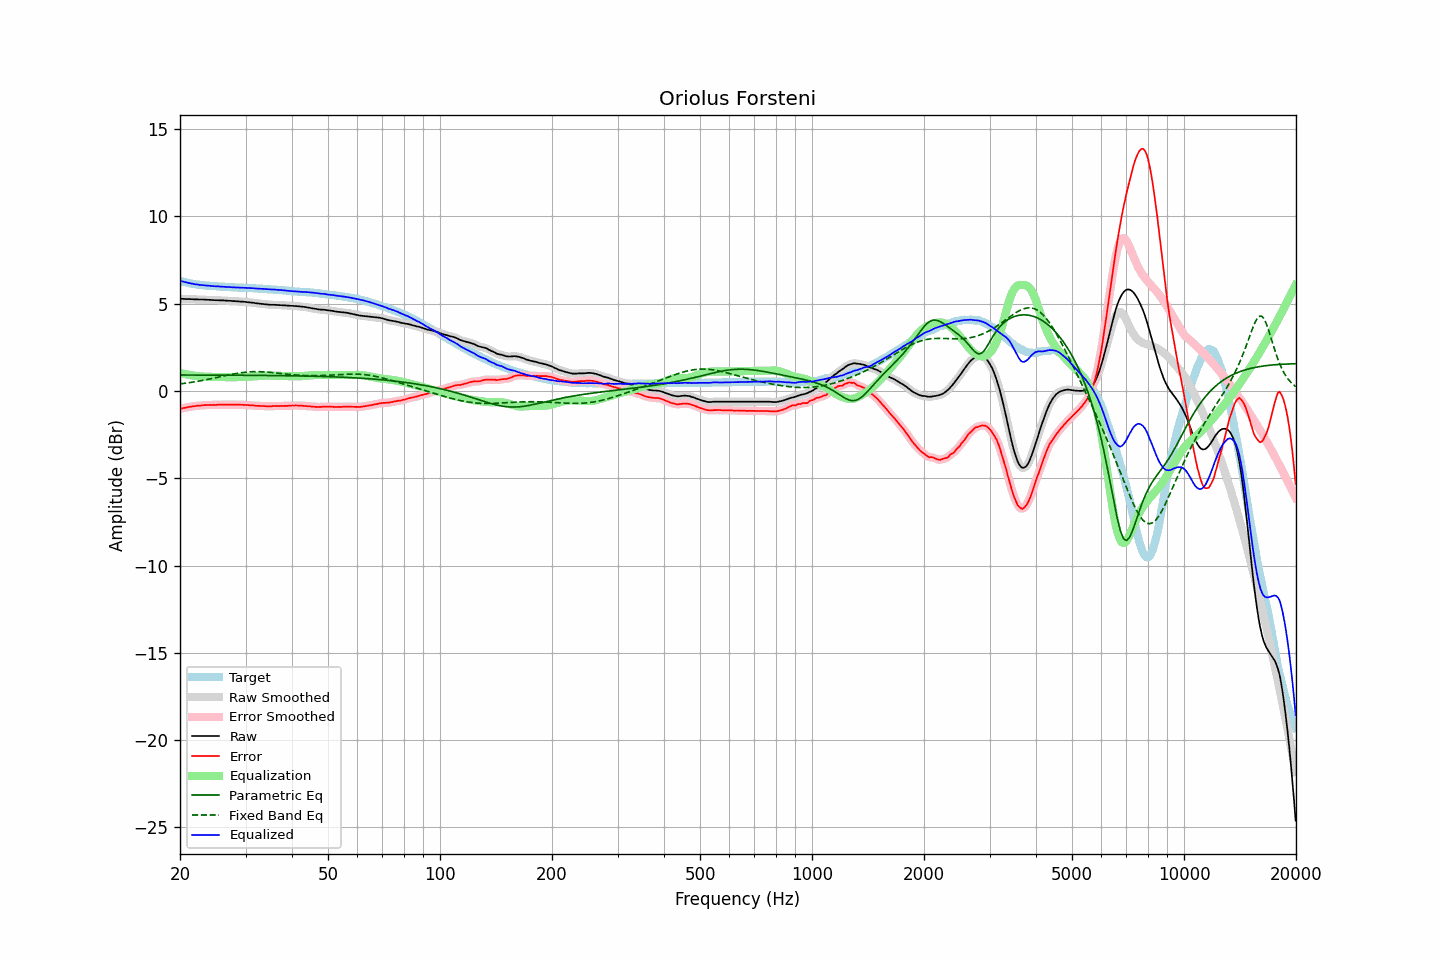 Oriolus Forsteni
Amplitude (dBr)
15
10
5
0
−5
−10
−15
−20
−25
Target
Raw Smoothed
Error Smoothed
Raw
Error
Equalization
Parametric Eq
Fixed Band Eq
Equalized
20
50
100
200
500
1000
2000
5000
10000
20000
Frequency (Hz)